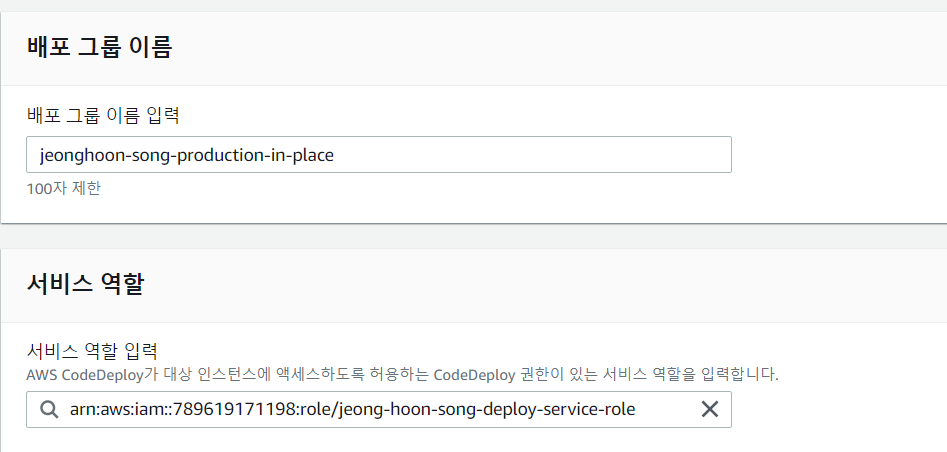 배포 그룹 이름
배포 그룹 이름 입력
jeonghoon-song-production-in-place
100자 제한
서비스 역할
서비스 역할 입력
AWS CodeDeploy가 대상 인스턴스에 액세스하도록 허용하는 CodeDeploy 권한이 있는 서비스 역할을 입력합니다.
arn:aws:iam::789619171198:role/jeong-hoon-song-deploy-service-role